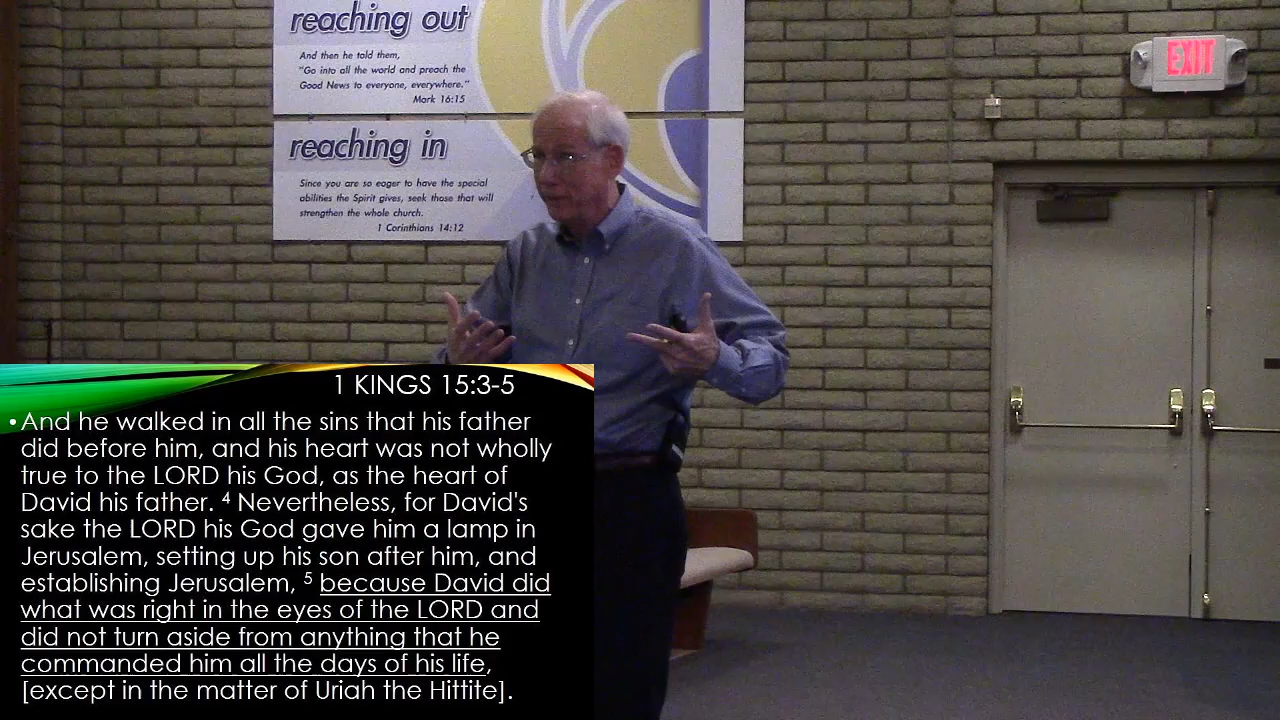 reaching out
And then he told them,
"Go into all the world and preach the
Good News to everyone, everywhere."
Mark 16:15
reaching in
Since you are so eager to have the special
abilities the Spirit gives, seek those that will
strengthen the whole church.
1 Corinthians 14:12
EXIT
1 KINGS 15:3-5
•And he walked in all the sins that his father
did before him, and his heart was not wholly
true to the LORD his God, as the heart of
David his father. ⁴ Nevertheless, for David's
sake the LORD his God gave him a lamp in
Jerusalem, setting up his son after him, and
establishing Jerusalem, ⁵ because David did
what was right in the eyes of the LORD and
did not turn aside from anything that he
commanded him all the days of his life,
[except in the matter of Uriah the Hittite].